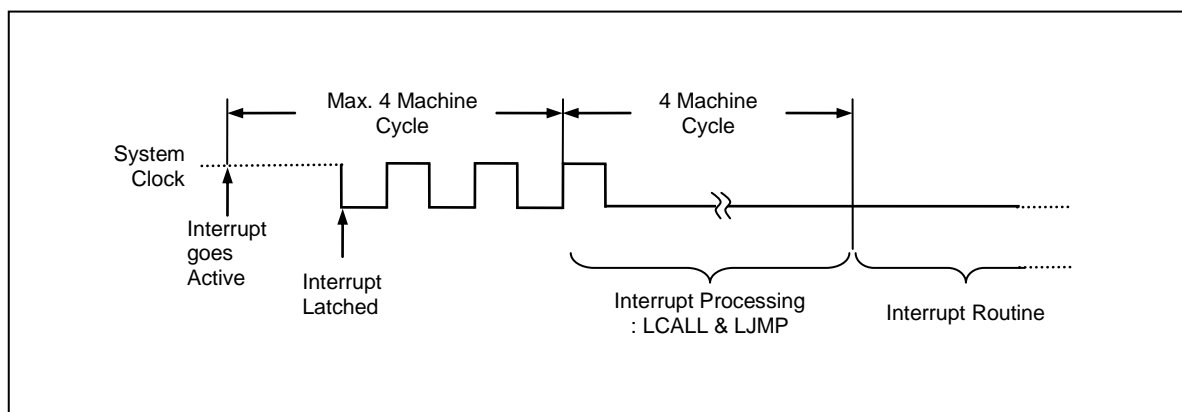 Max. 4 Machine
Cycle
4 Machine
Cycle
System
Clock
Interrupt
goes
Active
Interrupt
Latched
Interrupt Processing
: LCALL & LJMP
Interrupt Routine